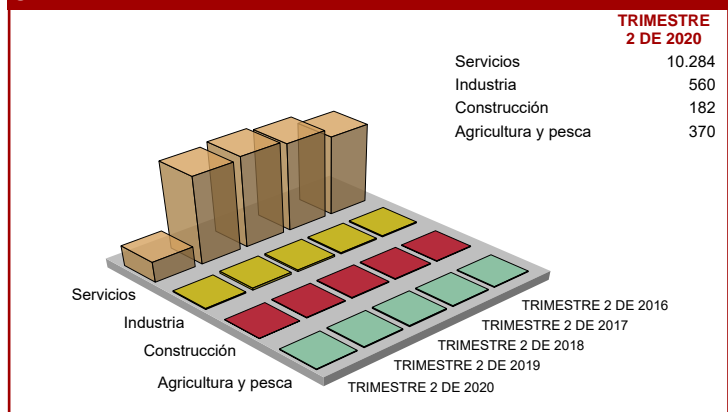 TRIMESTRE
2 DE 2020
Servicios 10.284
Industria 560
Construcción 182
Agricultura y pesca 370
Servicios
Industria
Construcción
Agricultura y pesca
TRIMESTRE 2 DE 2016
TRIMESTRE 2 DE 2017
TRIMESTRE 2 DE 2018
TRIMESTRE 2 DE 2019
TRIMESTRE 2 DE 2020